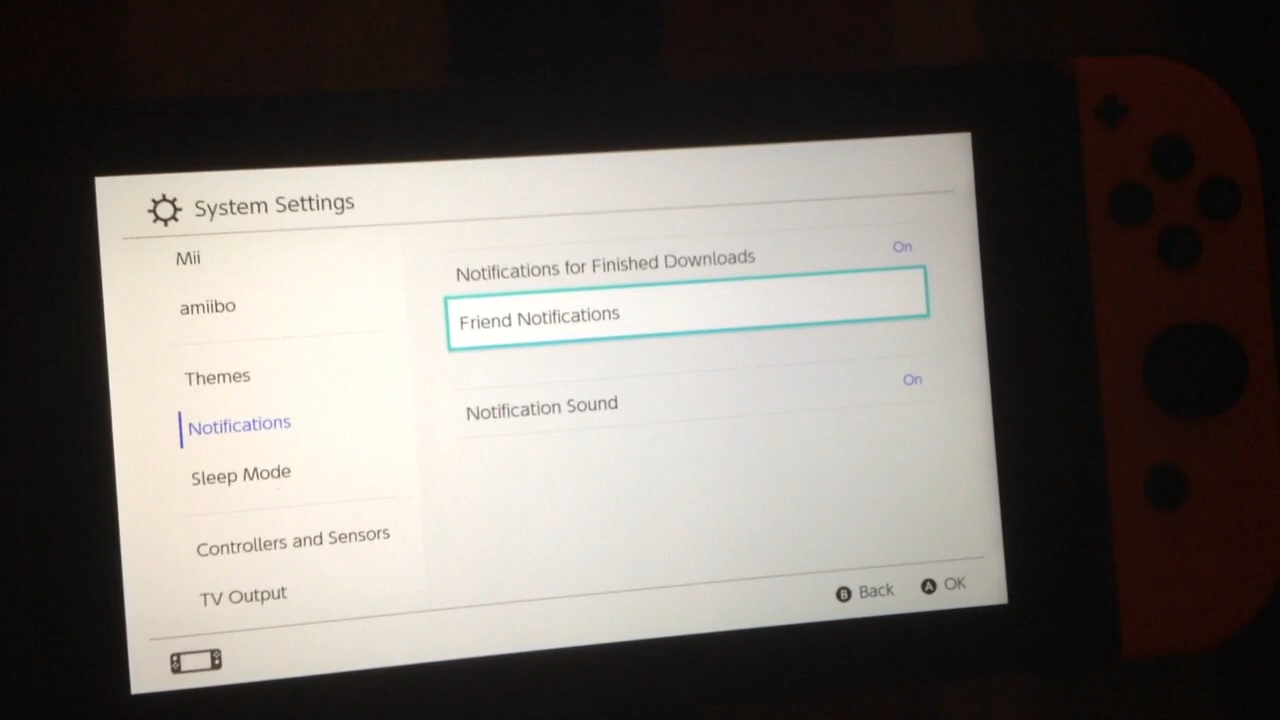 System Settings
Mii
amiibo
Themes
Notifications
Sleep Mode
Controllers and Sensors
TV Output
Notifications for Finished Downloads On
Friend Notifications
Notification Sound On
B Back A OK